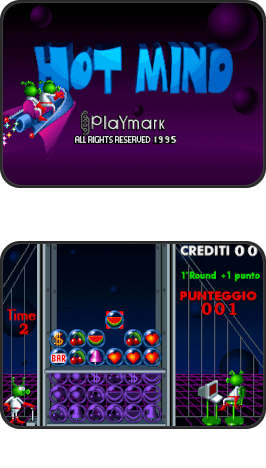 HOT MIND
PlaYmark
ALL RIGHTS RESERVED 1995
CREDITI 0 0
1°Round +1 punto
PUNTEGGIO
001
Time
2
BAR